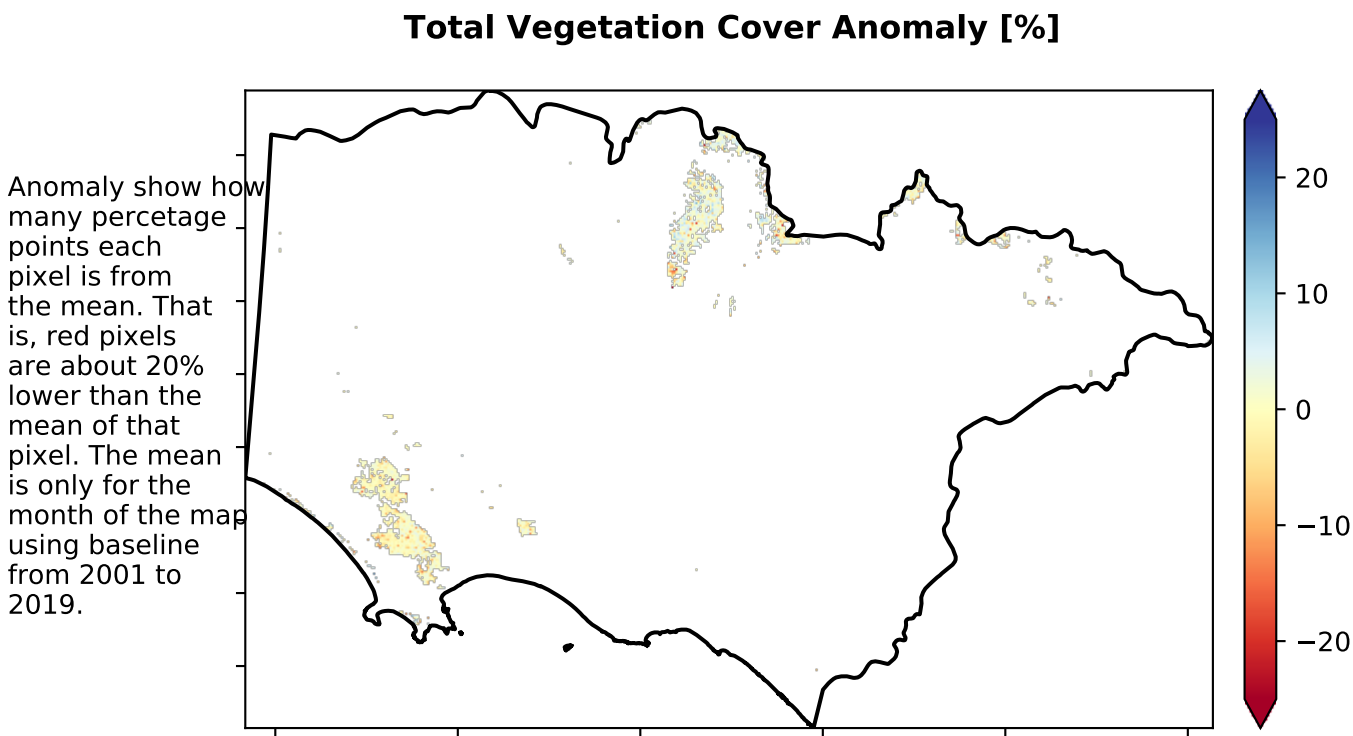 Total Vegetation Cover Anomaly [%]
Anomaly show how
many percetage
points each
pixel is from
the mean. That
is, red pixels
are about 20%
lower than the
mean of that
pixel. The mean
is only for the
month of the map
using baseline
from 2001 to
2019.
20
10
0
−10
−20